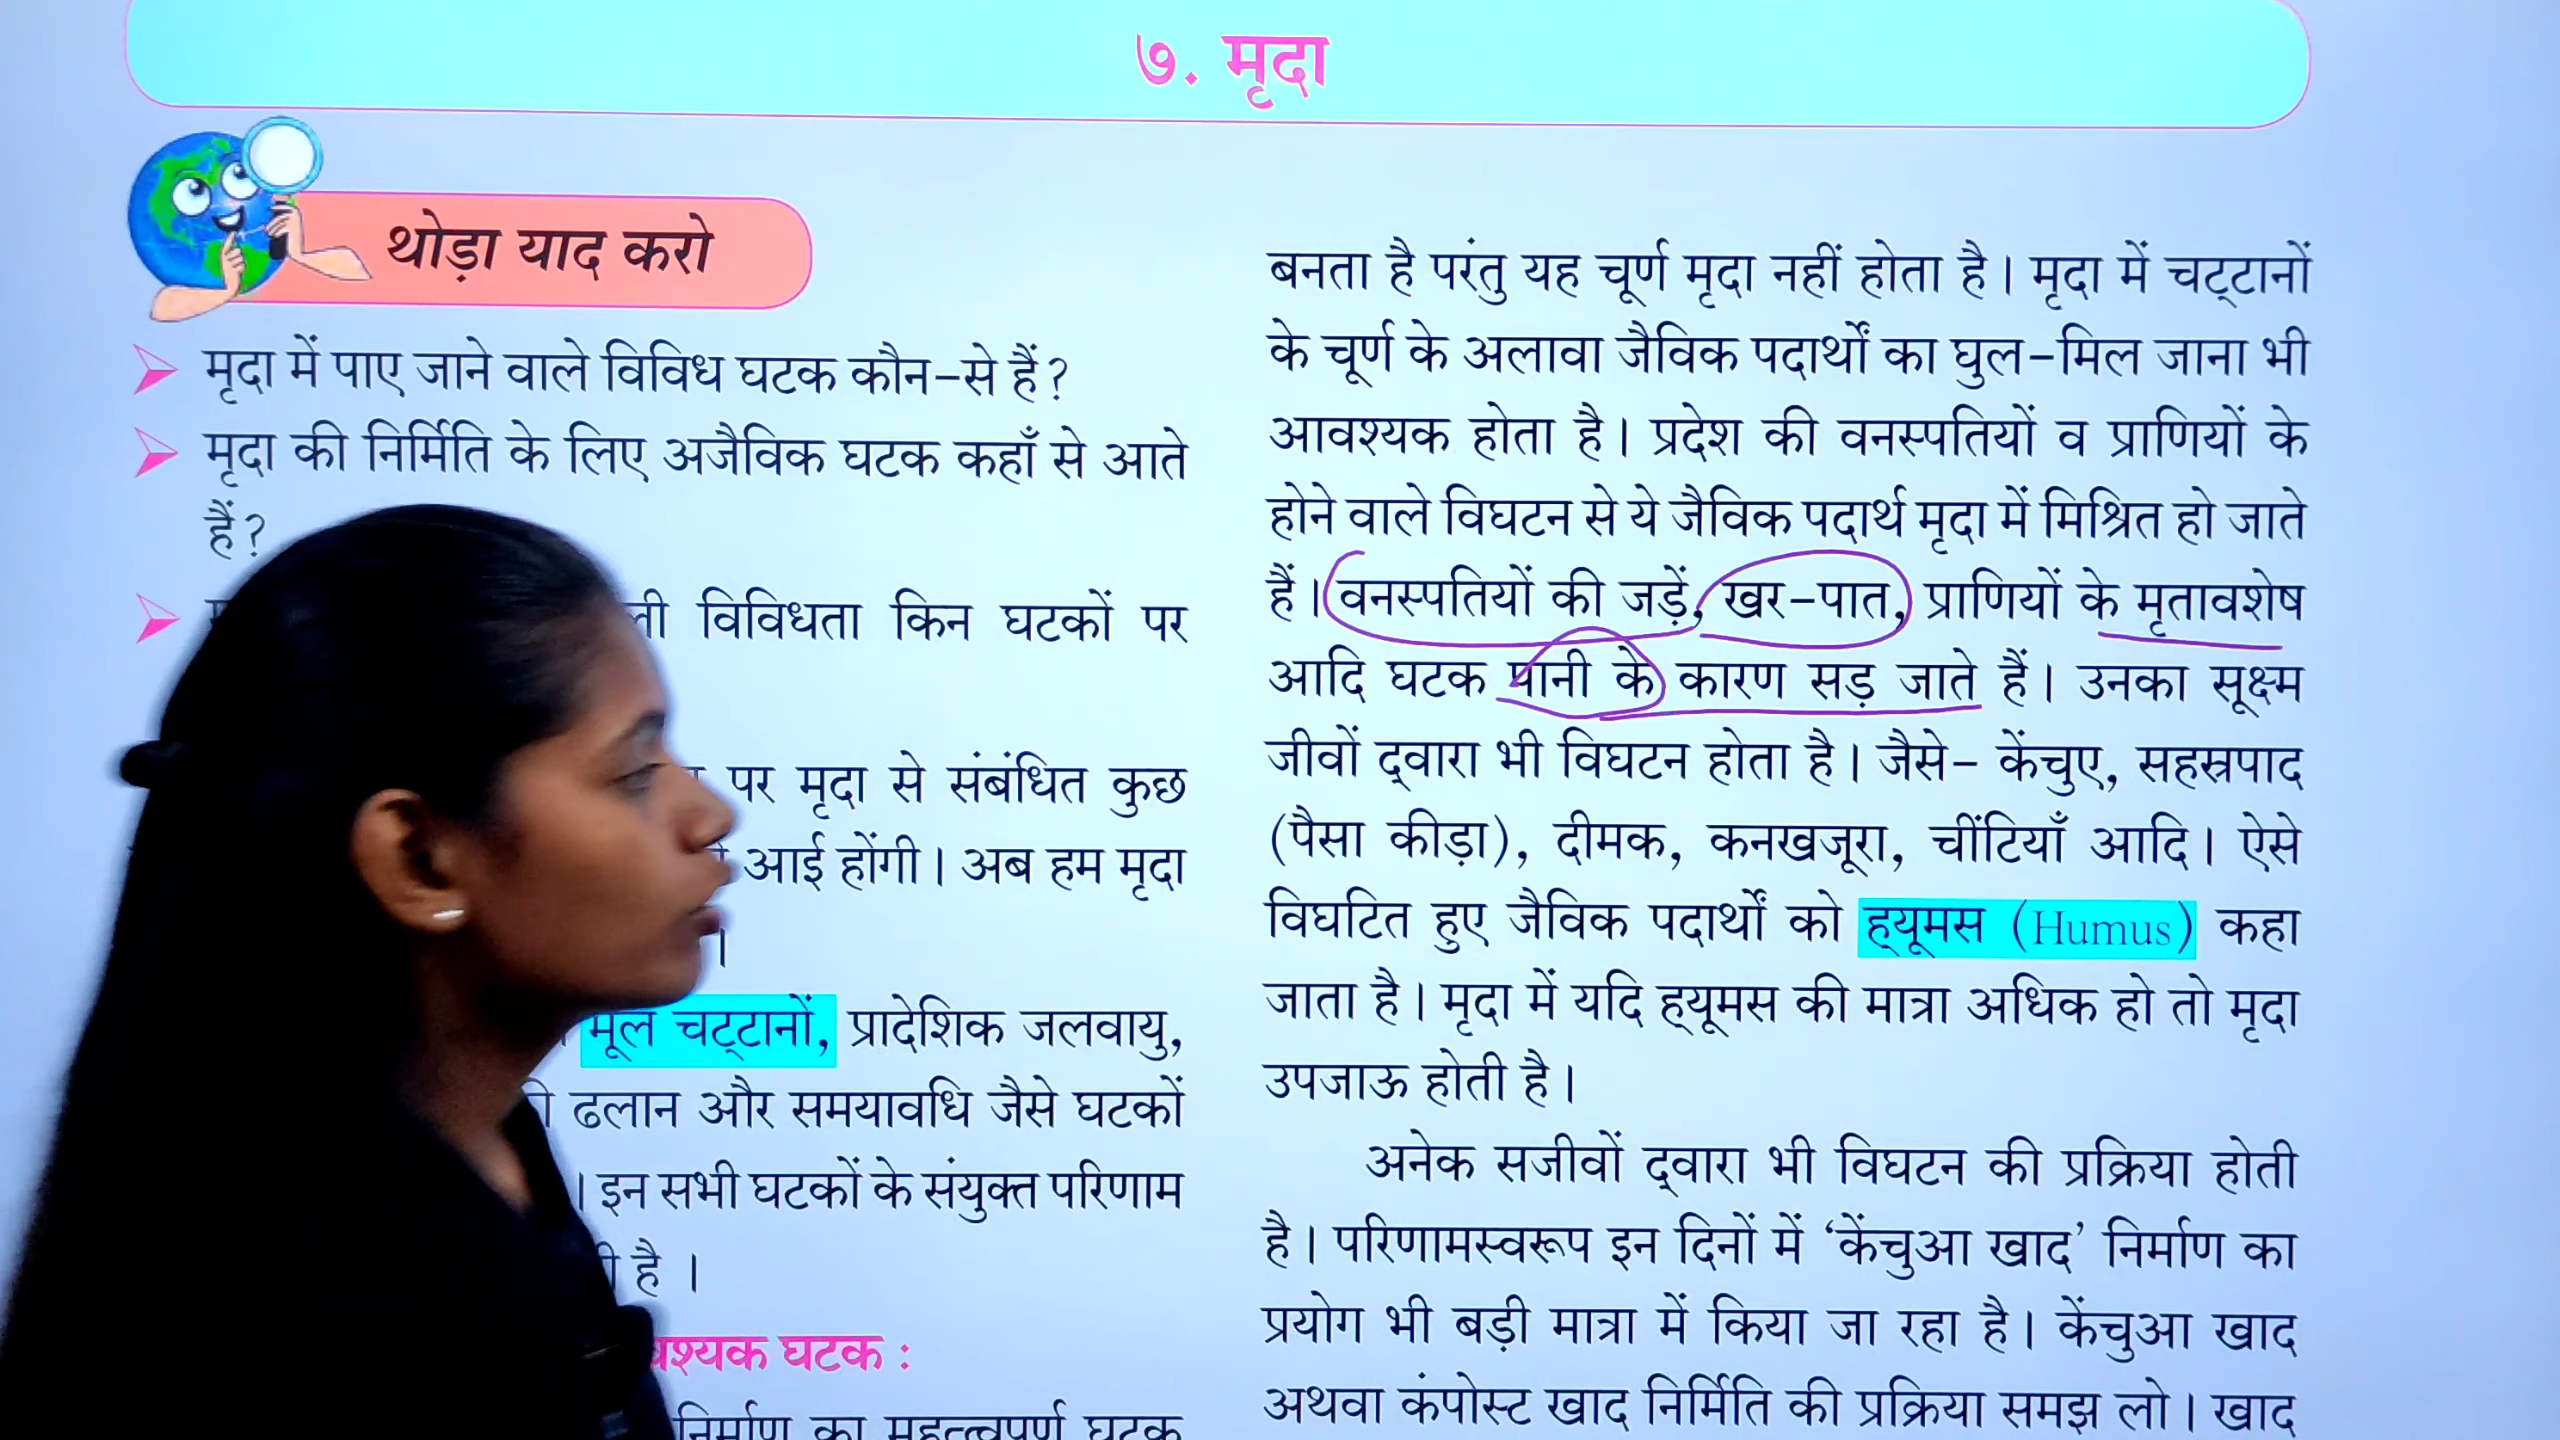 ७. मृदा
थोड़ा याद करो
मृदा में पाए जाने वाले विविध घटक कौन-से हैं?
मृदा की निर्मिति के लिए अजैविक घटक कहाँ से आते
हैं?
विविधता किन घटकों पर
पर मृदा से संबंधित कुछ
आई होंगी। अब हम मृदा
।
मूल चट्टानों, प्रादेशिक जलवायु,
ढलान और समयावधि जैसे घटकों
। इन सभी घटकों के संयुक्त परिणाम
है ।
घटक :
निर्माण का महत्त्वपूर्ण घटक
बनता है परंतु यह चूर्ण मृदा नहीं होता है। मृदा में चट्टानों
के चूर्ण के अलावा जैविक पदार्थों का घुल-मिल जाना भी
आवश्यक होता है। प्रदेश की वनस्पतियों व प्राणियों के
होने वाले विघटन से ये जैविक पदार्थ मृदा में मिश्रित हो जाते
हैं। वनस्पतियों की जड़ें, खर-पात, प्राणियों के मृतावशेष
आदि घटक पानी के कारण सड़ जाते हैं। उनका सूक्ष्म
जीवों द्वारा भी विघटन होता है। जैसे- केंचुए, सहस्रपाद
(पैसा कीड़ा), दीमक, कनखजूरा, चींटियाँ आदि। ऐसे
विघटित हुए जैविक पदार्थों को ह्यूमस (Humus) कहा
जाता है। मृदा में यदि ह्यूमस की मात्रा अधिक हो तो मृदा
उपजाऊ होती है।
अनेक सजीवों द्वारा भी विघटन की प्रक्रिया होती
है। परिणामस्वरूप इन दिनों में ‘केंचुआ खाद’ निर्माण का
प्रयोग भी बड़ी मात्रा में किया जा रहा है। केंचुआ खाद
अथवा कंपोस्ट खाद निर्मिति की प्रक्रिया समझ लो। खाद